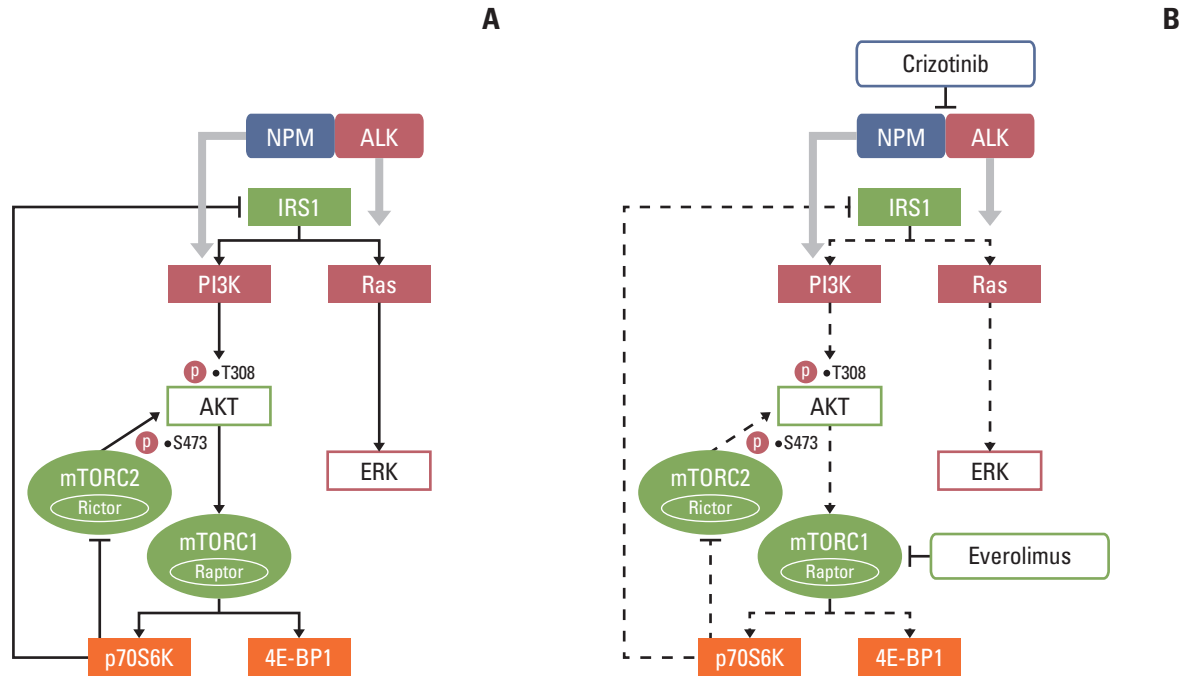 A
NPM
ALK
IRS1
PI3K
Ras
p
•T308
AKT
p
•S473
mTORC2
Rictor
ERK
mTORC1
Raptor
p70S6K
4E-BP1
B
Crizotinib
NPM
ALK
IRS1
PI3K
Ras
p
•T308
AKT
p
•S473
mTORC2
Rictor
ERK
mTORC1
Raptor
Everolimus
p70S6K
4E-BP1